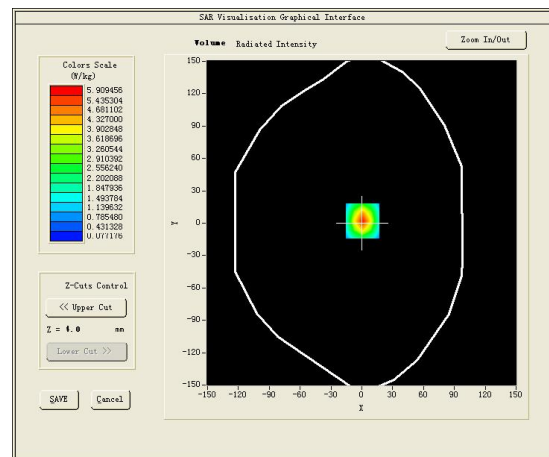 SAR Visualisation Graphical Interface
Volume Radiated Intensity
Zoom In/Out
Colors Scale
(W/kg)
5.909456
5.435304
4.681102
4.327000
3.902848
3.618696
3.260544
2.910392
2.556240
2.202088
1.847936
1.493784
1.139632
0.785480
0.431328
0.077176
Z-Cuts Control
<< Upper Cut
Z = 4.0 mm
Lower Cut >>
SAVE Cancel
150
120
90
60
30
Y 0
-30
-60
-90
-120
-150
-150 -120 -90 -60 -30 0 30 60 90 120 150
X